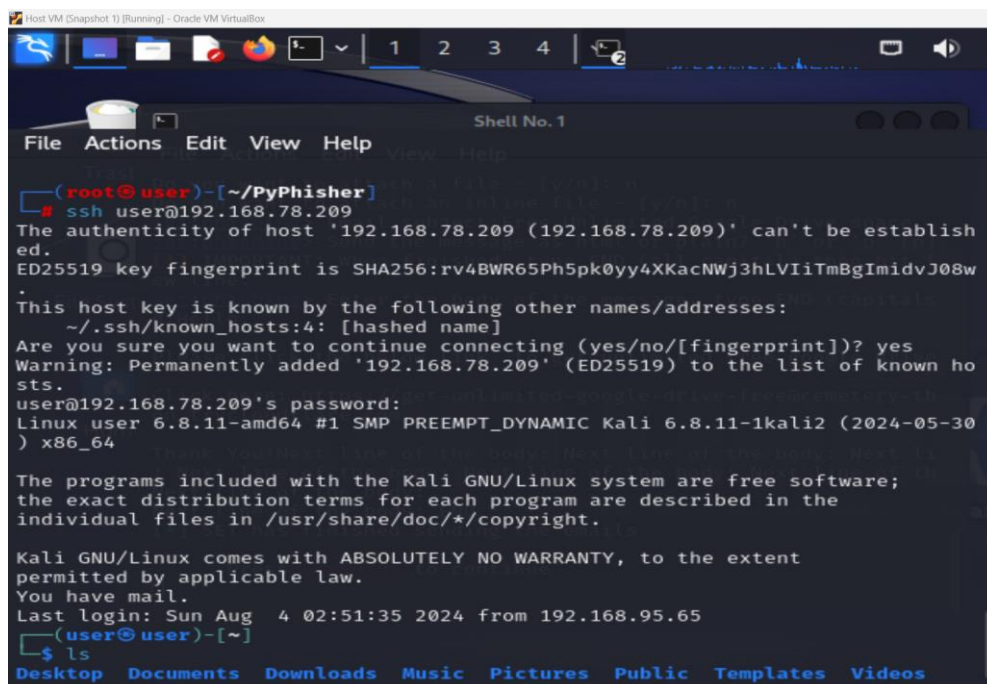 Host VM (Snapshot 1) [Running] - Oracle VM VirtualBox
1 2 3 4 2
Shell No. 1
File Actions Edit View Help
(root㉿user)-[~/PyPhisher]
# ssh user@192.168.78.209
The authenticity of host '192.168.78.209 (192.168.78.209)' can't be establish
ed.
ED25519 key fingerprint is SHA256:rv4BWR65Ph5pk0yy4XKacNWj3hLVIiTmBgImidvJ08w
.
This host key is known by the following other names/addresses:
~/.ssh/known_hosts:4: [hashed name]
Are you sure you want to continue connecting (yes/no/[fingerprint])? yes
Warning: Permanently added '192.168.78.209' (ED25519) to the list of known ho
sts.
user@192.168.78.209's password:
Linux user 6.8.11-amd64 #1 SMP PREEMPT_DYNAMIC Kali 6.8.11-1kali2 (2024-05-30
) x86_64
The programs included with the Kali GNU/Linux system are free software;
the exact distribution terms for each program are described in the
individual files in /usr/share/doc/*/copyright.
Kali GNU/Linux comes with ABSOLUTELY NO WARRANTY, to the extent
permitted by applicable law.
You have mail.
Last login: Sun Aug  4 02:51:35 2024 from 192.168.95.65
(user㉿user)-[~]
$ ls
Desktop Documents Downloads Music Pictures Public Templates Videos